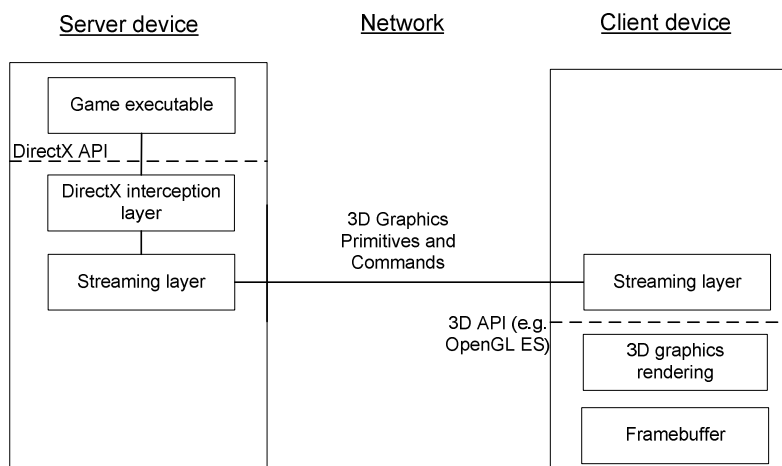 Server device
Network
Client device
Game executable
DirectX API
DirectX interception
layer
Streaming layer
3D Graphics
Primitives and
Commands
Streaming layer
3D API (e.g.
OpenGL ES)
3D graphics
rendering
Framebuffer